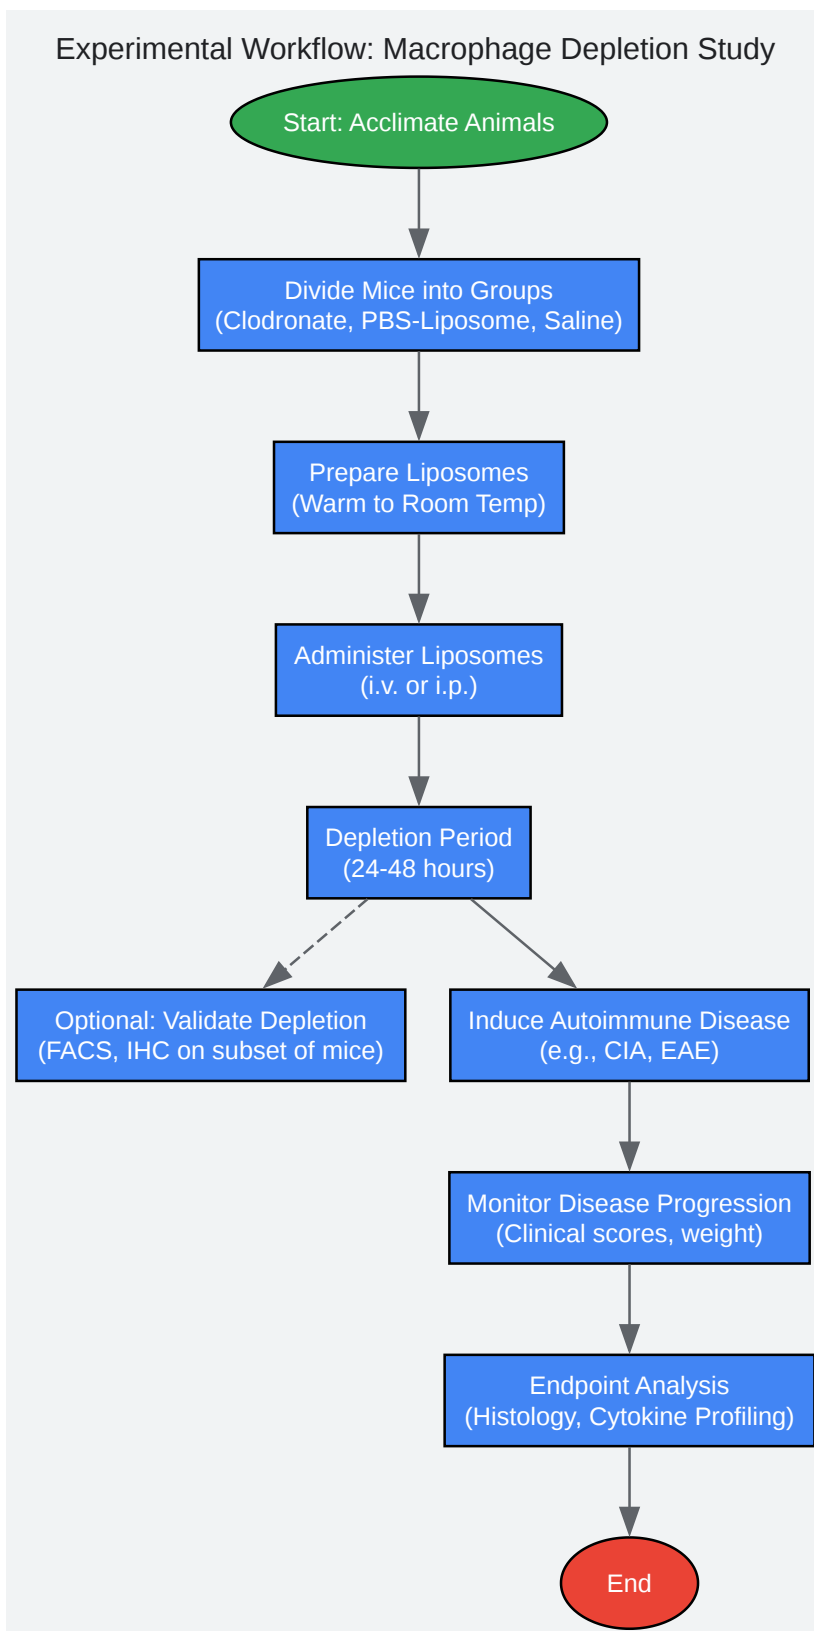 Experimental Workflow: Macrophage Depletion Study
Start: Acclimate Animals
Divide Mice into Groups
(Clodronate, PBS-Liposome, Saline)
Prepare Liposomes
(Warm to Room Temp)
Administer Liposomes
(i.v. or i.p.)
Depletion Period
(24-48 hours)
Optional: Validate Depletion
(FACS, IHC on subset of mice)
Induce Autoimmune Disease
(e.g., CIA, EAE)
Monitor Disease Progression
(Clinical scores, weight)
Endpoint Analysis
(Histology, Cytokine Profiling)
End